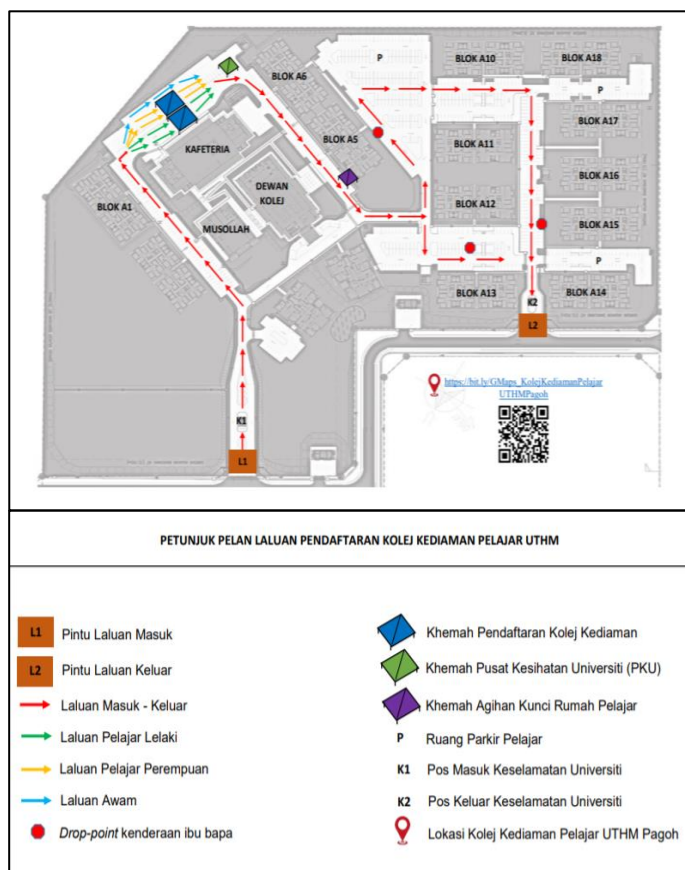 P
BLOK A10
BLOK A18
BLOK A6
P
BLOK A17
KAFETERIA
BLOK A5
BLOK A11
BLOK A16
BLOK A1
DEWAN
KOLEJ
BLOK A12
MUSOLLAH
BLOK A15
P
BLOK A13
BLOK A14
K2
L2
https://bit.ly/GMaps_KolejKediamanPelajar
UTHMPagoh
K1
L1
PETUNJUK PELAN LALUAN PENDAFTARAN KOLEJ KEDIAMAN PELAJAR UTHM
L1 Pintu Laluan Masuk
L2 Pintu Laluan Keluar
Laluan Masuk - Keluar
Laluan Pelajar Lelaki
Laluan Pelajar Perempuan
Laluan Awam
Drop-point kenderaan ibu bapa
Khemah Pendaftaran Kolej Kediaman
Khemah Pusat Kesihatan Universiti (PKU)
Khemah Agihan Kunci Rumah Pelajar
P Ruang Parkir Pelajar
K1 Pos Masuk Keselamatan Universiti
K2 Pos Keluar Keselamatan Universiti
Lokasi Kolej Kediaman Pelajar UTHM Pagoh